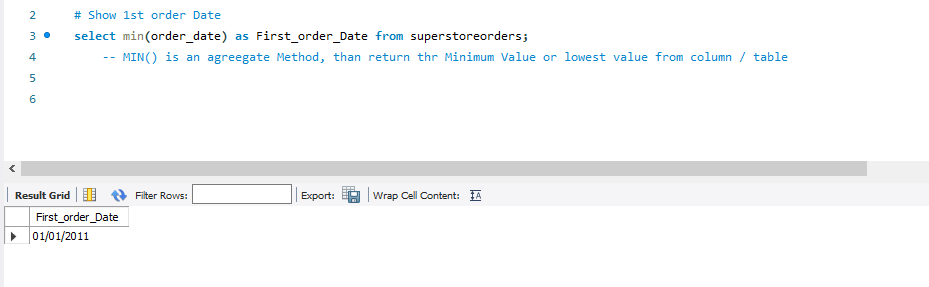 2 # Show 1st order Date
3 select min(order_date) as First_order_Date from superstoreorders;
4 -- MIN() is an agreegate Method, than return thr Minimum Value or lowest value from column / table
5
6
Result Grid Filter Rows: Export: Wrap Cell Content:
First_order_Date
01/01/2011